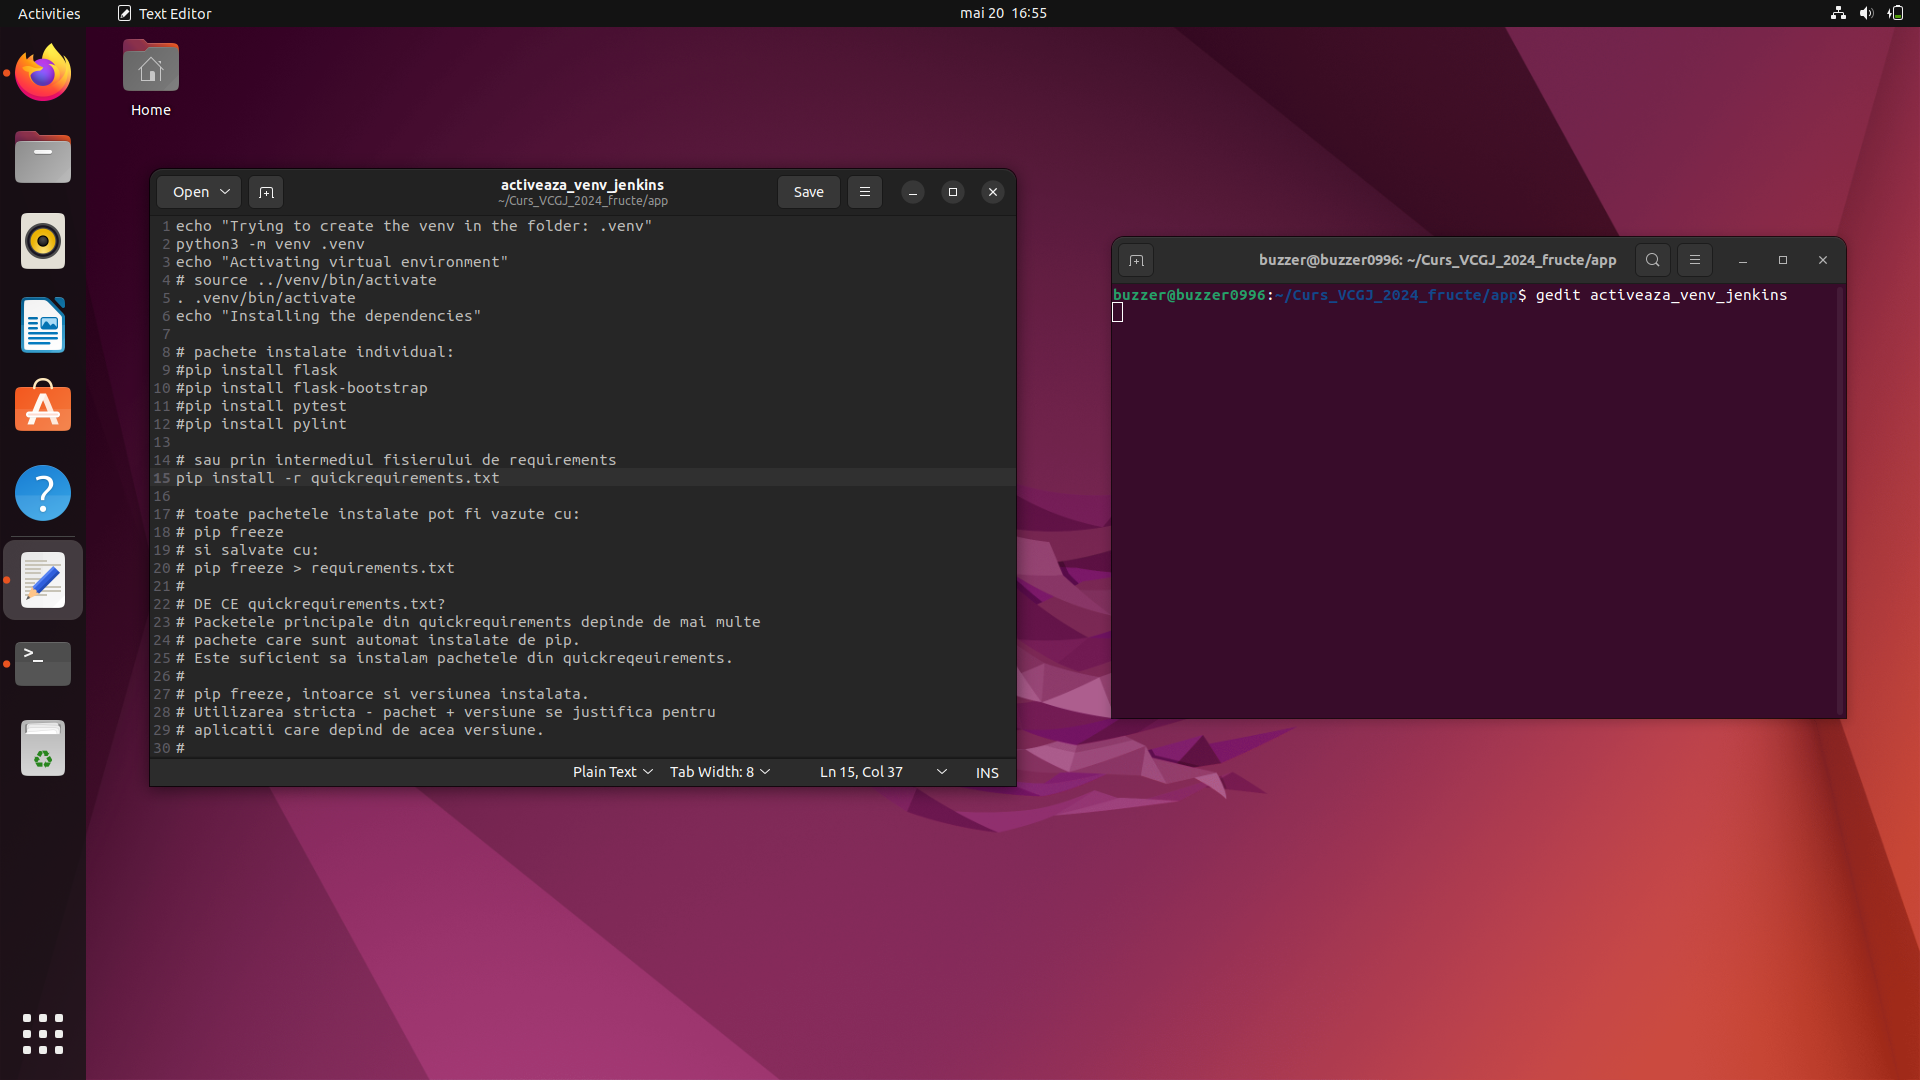 Activities
Text Editor
mai 20 16:55
Home
Open
activeaza_venv_jenkins
~/Curs_VCGJ_2024_fructe/app
Save
1 echo "Trying to create the venv in the folder: .venv"
2 python3 -m venv .venv
3 echo "Activating virtual environment"
4 # source ../venv/bin/activate
5 . .venv/bin/activate
6 echo "Installing the dependencies"
7
8 # pachete instalate individual:
9 #pip install flask
10 #pip install flask-bootstrap
11 #pip install pytest
12 #pip install pylint
13
14 # sau prin intermediul fisierului de requirements
15 pip install -r quickrequirements.txt
16
17 # toate pachetele instalate pot fi vazute cu:
18 # pip freeze
19 # si salvate cu:
20 # pip freeze > requirements.txt
21 #
22 # DE CE quickrequirements.txt?
23 # Packetele principale din quickrequirements depinde de mai multe
24 # pachete care sunt automat instalate de pip.
25 # Este suficient sa instalam pachetele din quickreqeuirements.
26 #
27 # pip freeze, intoarce si versiunea instalata.
28 # Utilizarea stricta - pachet + versiune se justifica pentru
29 # aplicatii care depind de acea versiune.
30 #
Plain Text
Tab Width: 8
Ln 15, Col 37
INS
buzzer@buzzer0996: ~/Curs_VCGJ_2024_fructe/app
buzzer@buzzer0996:~/Curs_VCGJ_2024_fructe/app$ gedit activeaza_venv_jenkins